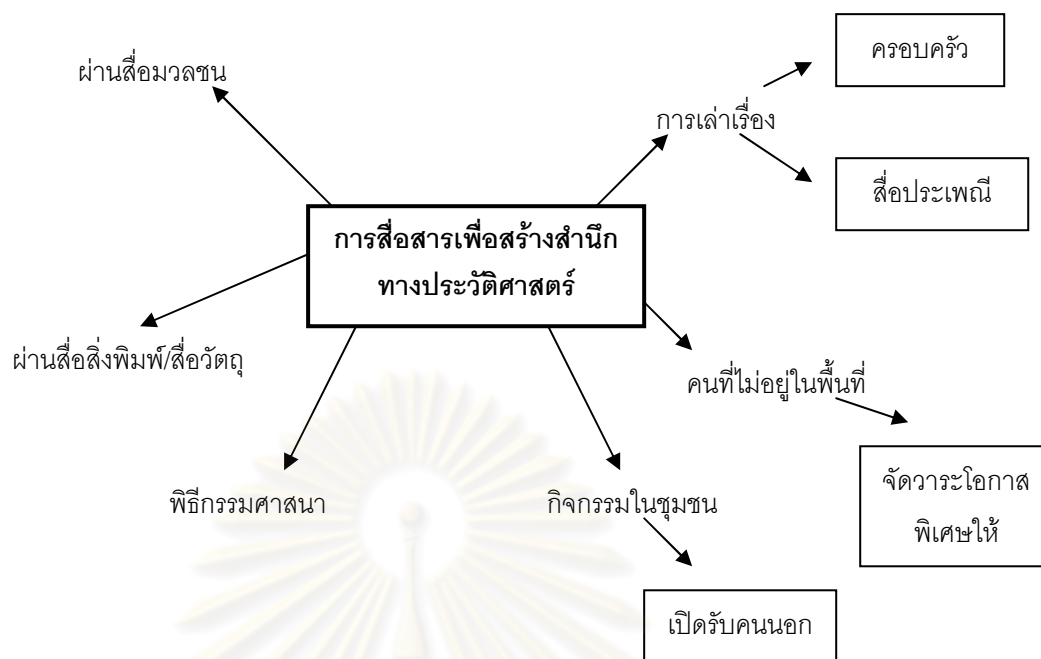 ครอบครัว
ผ่านสื่อมวลชน
การเล่าเรื่อง
สื่อประเพณี
การสื่อสารเพื่อสร้างสำนึก
ทางประวัติศาสตร์
ผ่านสื่อสิ่งพิมพ์/สื่อวัตถุ
คนที่ไม่อยู่ในพื้นที่
จัดวาระโอกาส
พิเศษให้
พิธีกรรมศาสนา
กิจกรรมในชุมชน
เปิดรับคนนอก